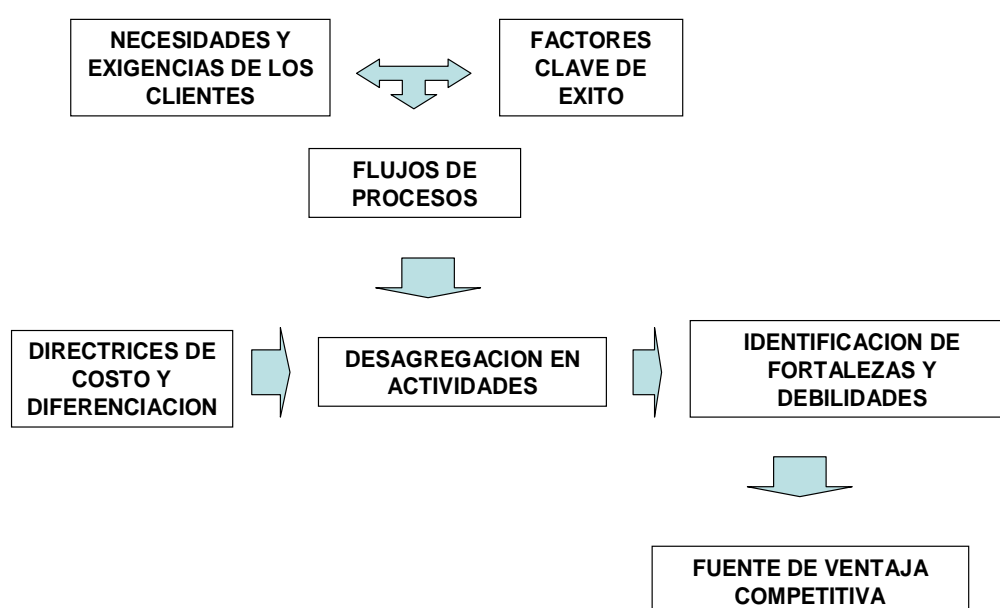 NECESIDADES Y
EXIGENCIAS DE LOS
CLIENTES
FACTORES
CLAVE DE
EXITO
FLUJOS DE
PROCESOS
DIRECTRICES DE
COSTO Y
DIFERENCIACION
DESAGREGACION EN
ACTIVIDADES
IDENTIFICACION DE
FORTALEZAS Y
DEBILIDADES
FUENTE DE VENTAJA
COMPETITIVA